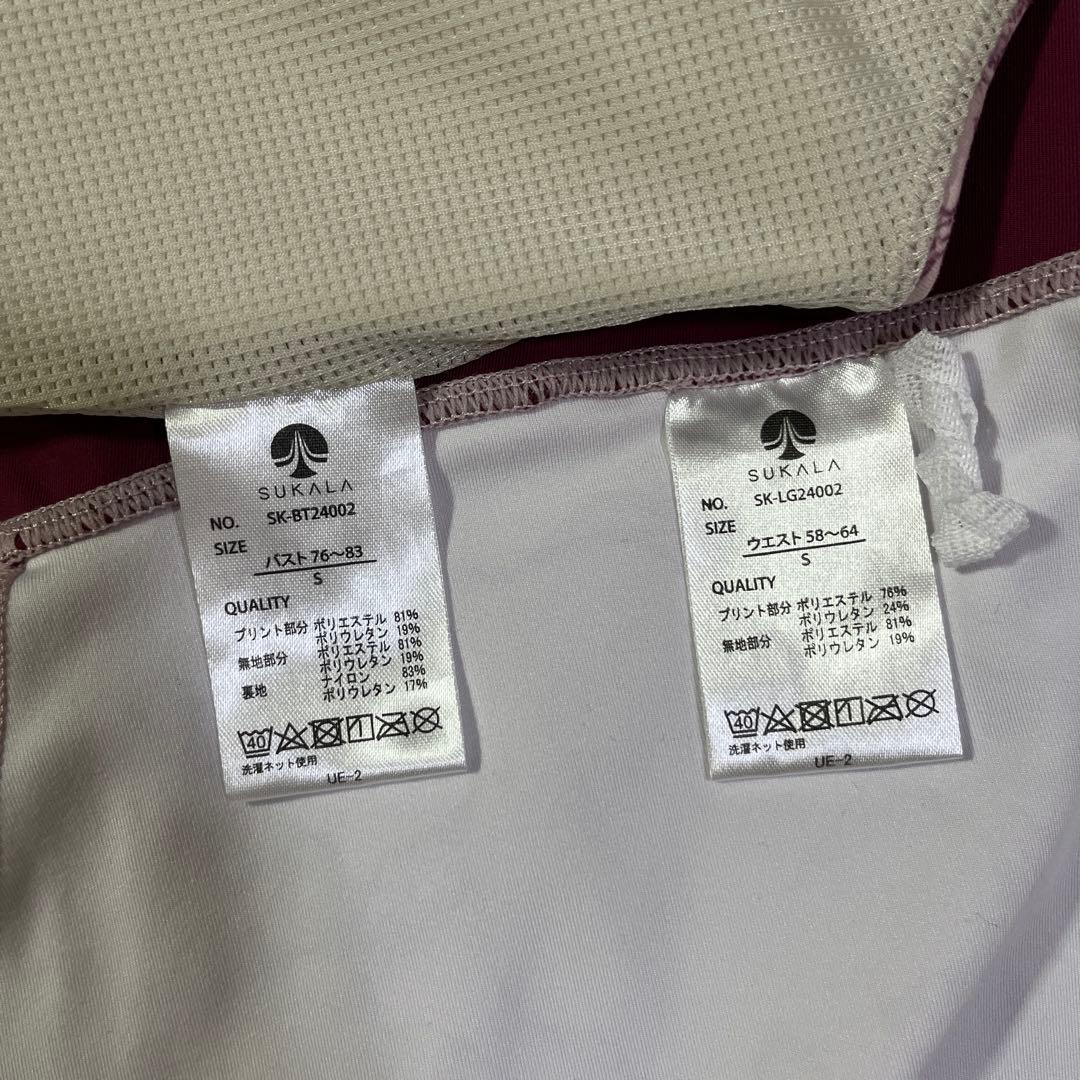 SUKALA
NO. SK-BT24002
SIZE バスト 76〜83
S
QUALITY
プリント部分 ポリエステル 81%
ポリウレタン 19%
無地部分 ポリエステル 81%
ポリウレタン 19%
裏地 ナイロン 83%
ポリウレタン 17%
40
洗濯ネット使用
UE-2
SUKALA
NO. SK-LG24002
SIZE ウエスト 58〜64
S
QUALITY
プリント部分 ポリエステル 76%
ポリウレタン 24%
無地部分 ポリエステル 81%
ポリウレタン 19%
40
洗濯ネット使用
UE-2